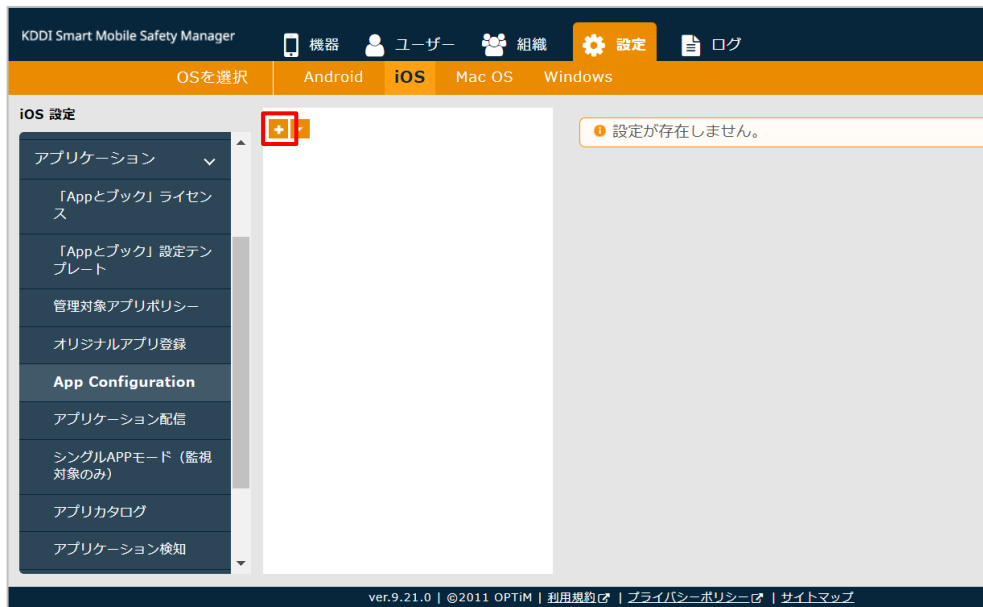 KDDI Smart Mobile Safety Manager
機器
ユーザー
組織
設定
ログ
OSを選択
Android
iOS
Mac OS
Windows
iOS 設定
アプリケーション
「Appとブック」ライセン
ス
「Appとブック」設定テン
プレート
管理対象アプリポリシー
オリジナルアプリ登録
App Configuration
アプリケーション配信
シングルAPPモード（監視
対象のみ）
アプリカタログ
アプリケーション検知
設定が存在しません。
ver.9.21.0 | ©2011 OPTiM | 利用規約 | プライバシーポリシー | サイトマップ